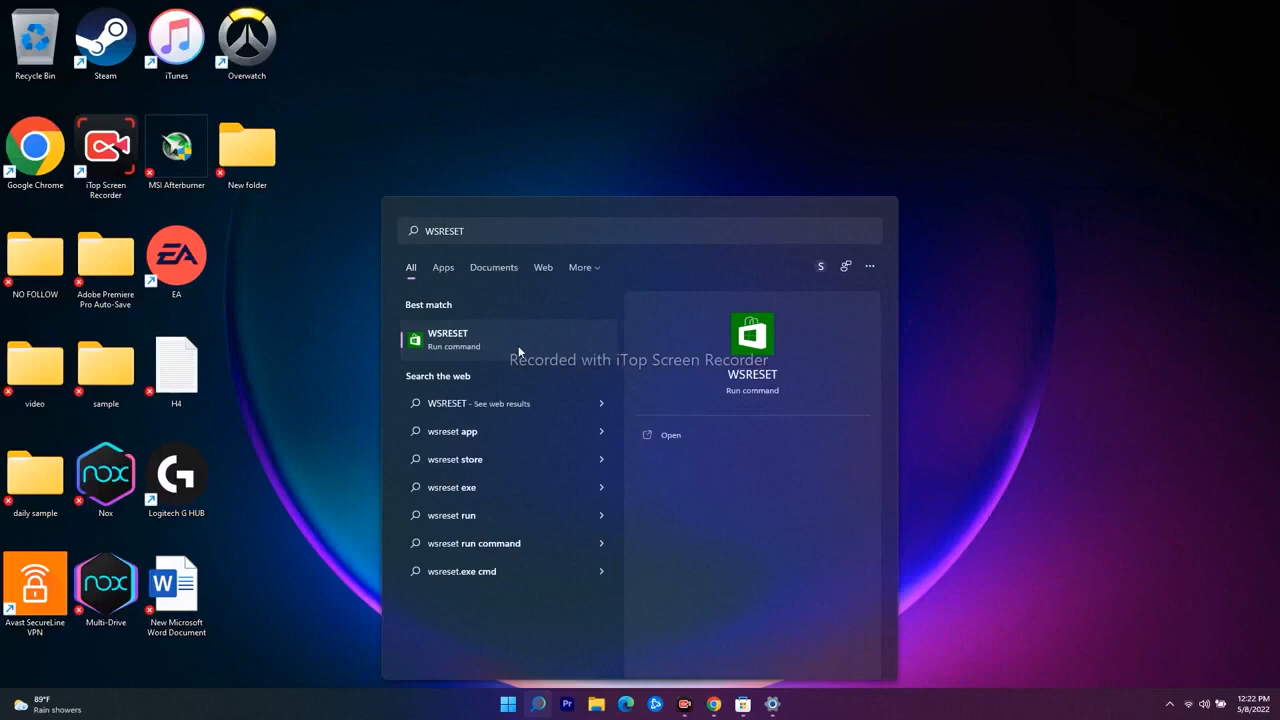 Recycle Bin
Steam
iTunes
Overwatch
Google Chrome
iTop Screen
Recorder
MSI Afterburner
New folder
NO FOLLOW
Adobe Premiere
Pro Auto-Save
EA
EA
video
sample
H4
daily sample
nox
Nox
Logitech G HUB
Avast SecureLine
VPN
nox
Multi-Drive
W
New Microsoft
Word Document
WSRESET
All
Apps
Documents
Web
More
S
Best match
WSRESET
Run command
Search the web
WSRESET - See web results
wsreset app
wsreset store
wsreset exe
wsreset run
wsreset run command
wsreset.exe cmd
Recorded with iTop Screen Recorder
WSRESET
Run command
Open
89°F
Rain showers
Pr
12:22 PM
5/8/2022